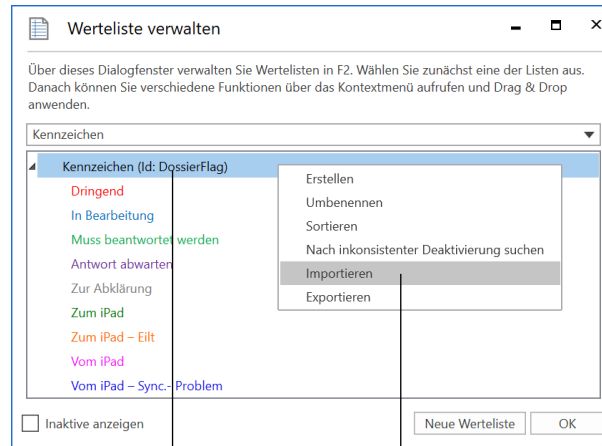 Werteliste verwalten
Über dieses Dialogfenster verwalten Sie Wertelisten in F2. Wählen Sie zunächst eine der Listen aus.
Danach können Sie verschiedene Funktionen über das Kontextmenü aufrufen und Drag & Drop
anwenden.
Kennzeichen
Kennzeichen (Id: DossierFlag)
Dringend
In Bearbeitung
Muss beantwortet werden
Antwort abwarten
Zur Abklärung
Zum iPad
Zum iPad – Eilt
Vom iPad
Vom iPad – Sync.- Problem
Erstellen
Umbenennen
Sortieren
Nach inkonsistenter Deaktivierung suchen
Importieren
Exportieren
Inaktive anzeigen
Neue Werteliste
OK